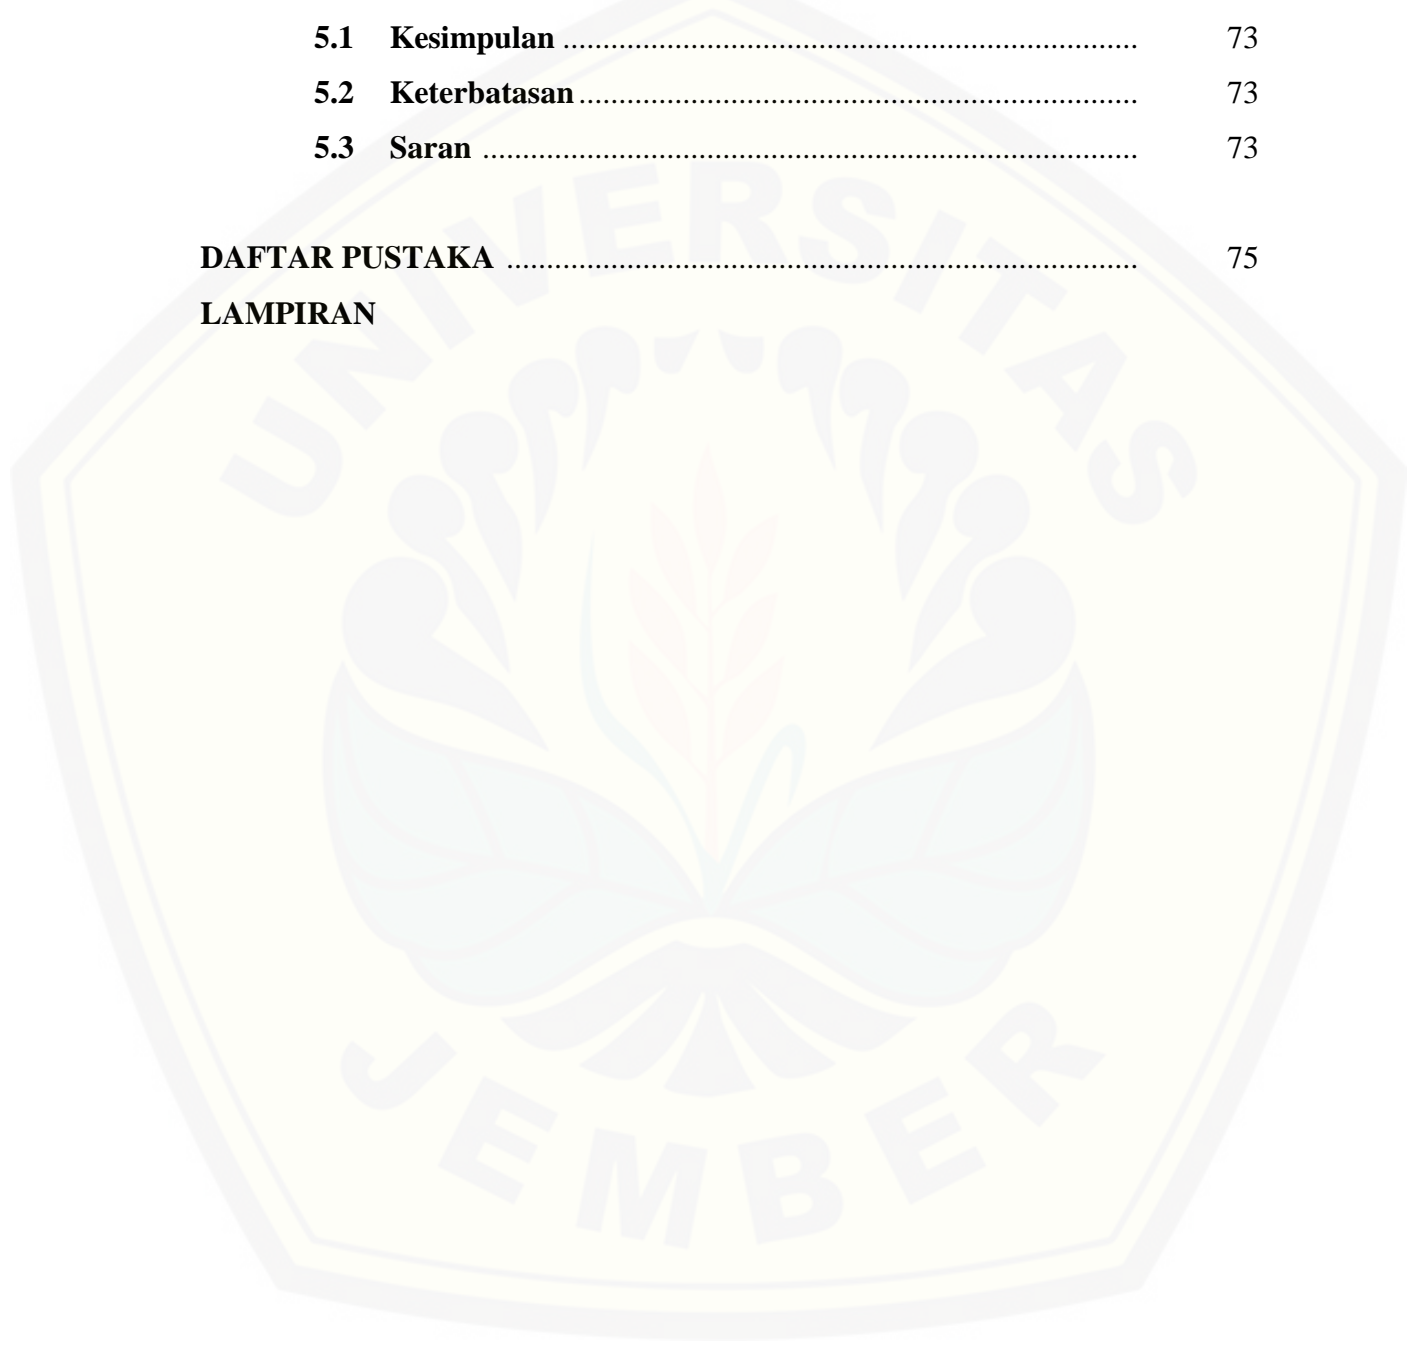 5.1 Kesimpulan ........................................................................ 73
5.2 Keterbatasan ...................................................................... 73
5.3 Saran .................................................................................. 73
DAFTAR PUSTAKA ............................................................................... 75
LAMPIRAN
UNIVERSITAS
JEMBER